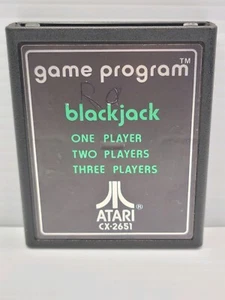 game program™
blackjack
ONE PLAYER
TWO PLAYERS
THREE PLAYERS
ATARI®
CX-2651